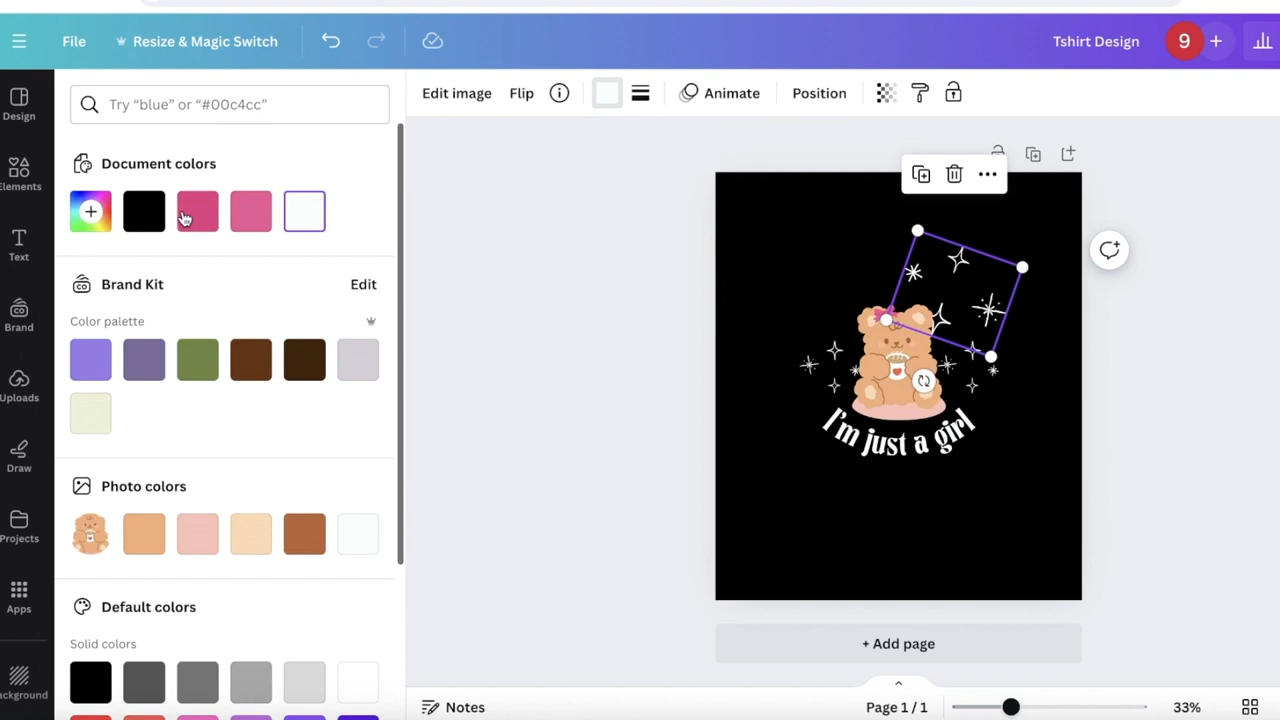 File
Resize & Magic Switch
Tshirt Design
9
Design
Elements
Text
Brand
Uploads
Draw
Projects
Apps
ackground
Try “blue” or “#00c4cc”
Document colors
Brand Kit
Edit
Color palette
Photo colors
Default colors
Solid colors
Edit image
Flip
Animate
Position
I'm just a girl
+ Add page
Notes
Page 1 / 1
33%